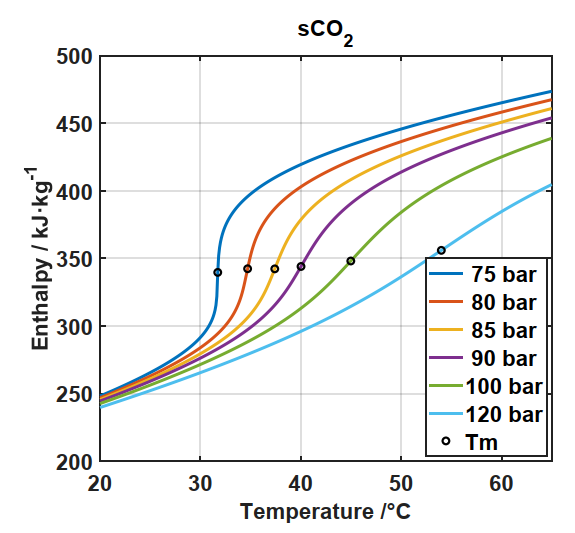 sCO2
500
450
400
350
300
250
200
Enthalpy / kJ·kg-1
75 bar
80 bar
85 bar
90 bar
100 bar
120 bar
Tm
20
30
40
50
60
Temperature /°C